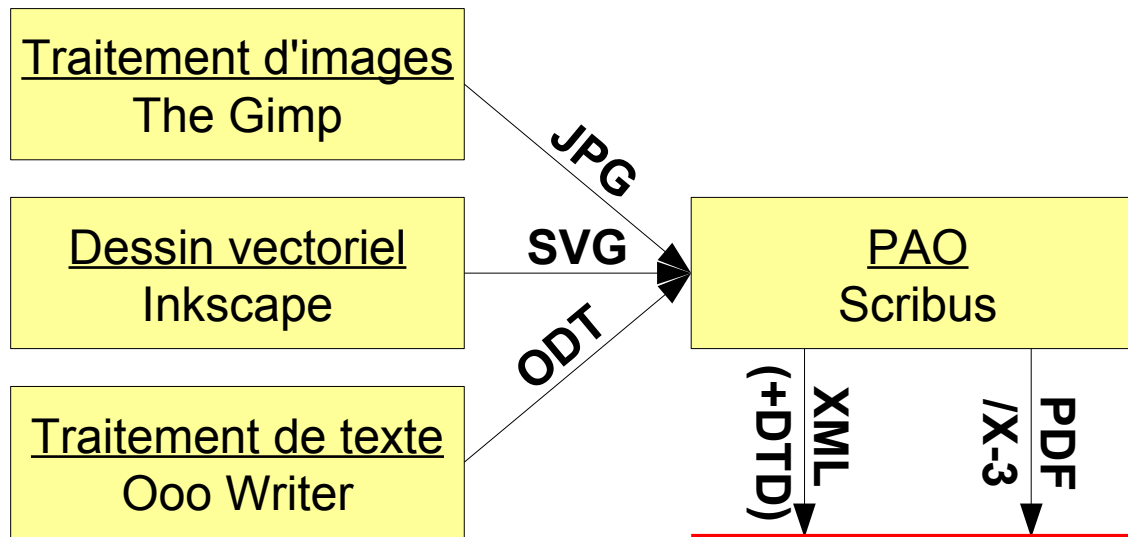 Traitement d'images
The Gimp
JPG
Dessin vectoriel
Inkscape
SVG
PAO
Scribus
ODT
Traitement de texte
Ooo Writer
XML
(+DTD)
PDF
/X-3